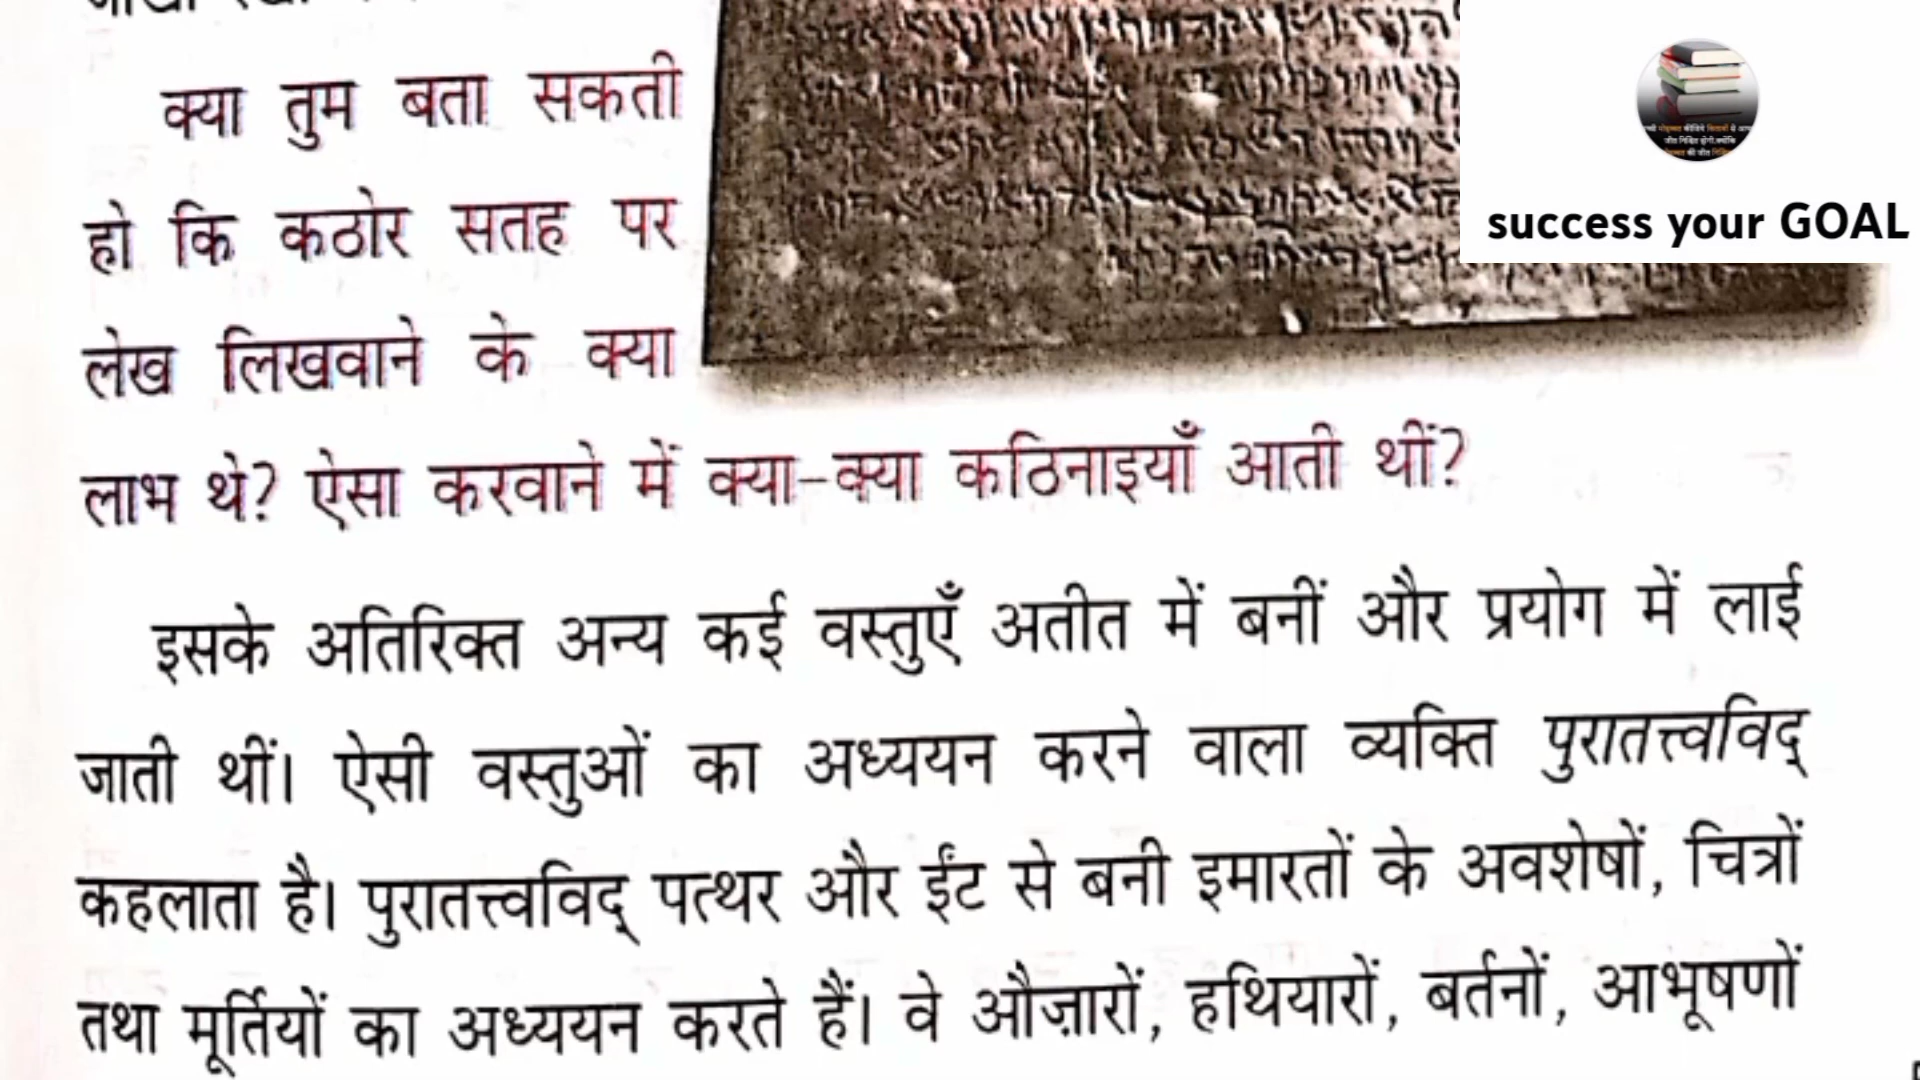 क्या तुम बता सकती
हो कि कठोर सतह पर
लेख लिखवाने के क्या
लाभ थे? ऐसा करवाने में क्या-क्या कठिनाइयाँ आती थीं?
इसके अतिरिक्त अन्य कई वस्तुएँ अतीत में बनीं और प्रयोग में लाई
जाती थीं। ऐसी वस्तुओं का अध्ययन करने वाला व्यक्ति पुरातत्त्वविद्
कहलाता है। पुरातत्त्वविद् पत्थर और ईंट से बनी इमारतों के अवशेषों, चित्रों
तथा मूर्तियों का अध्ययन करते हैं। वे औज़ारों, हथियारों, बर्तनों, आभूषणों
success your GOAL